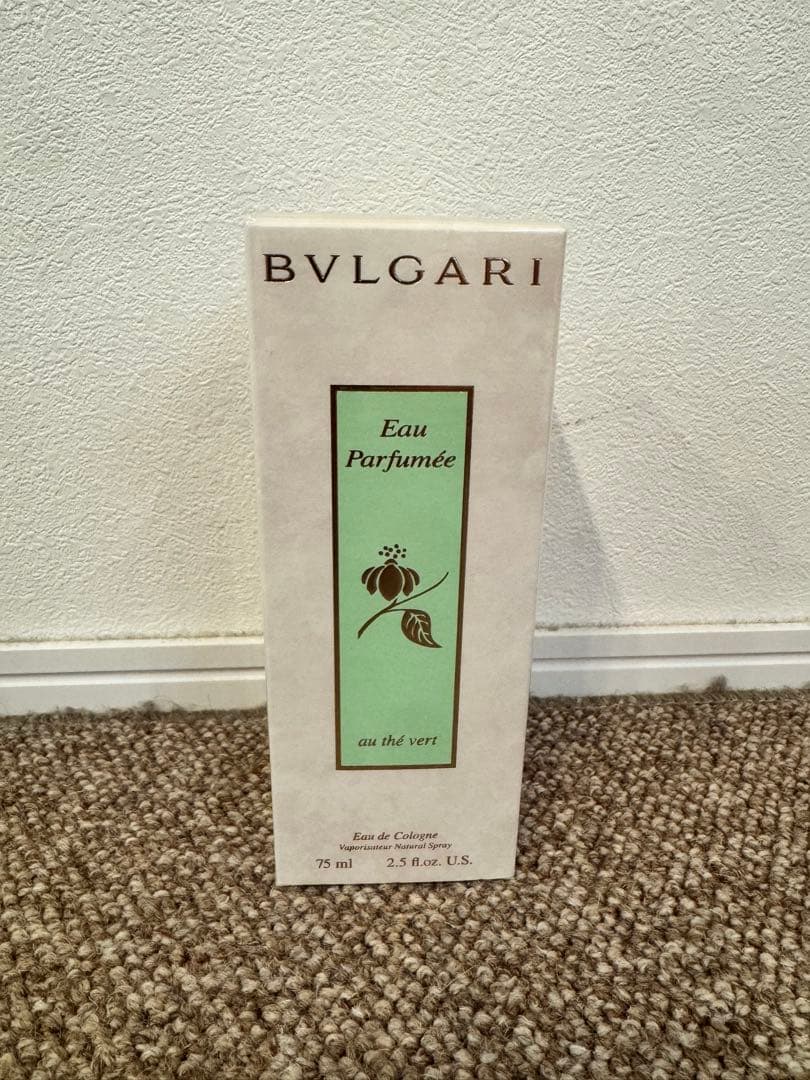 BVLGARI
Eau
Parfumée
au thé vert
Eau de Cologne
Vaporisateur Natural Spray
75 ml 2.5 fl.oz. U.S.